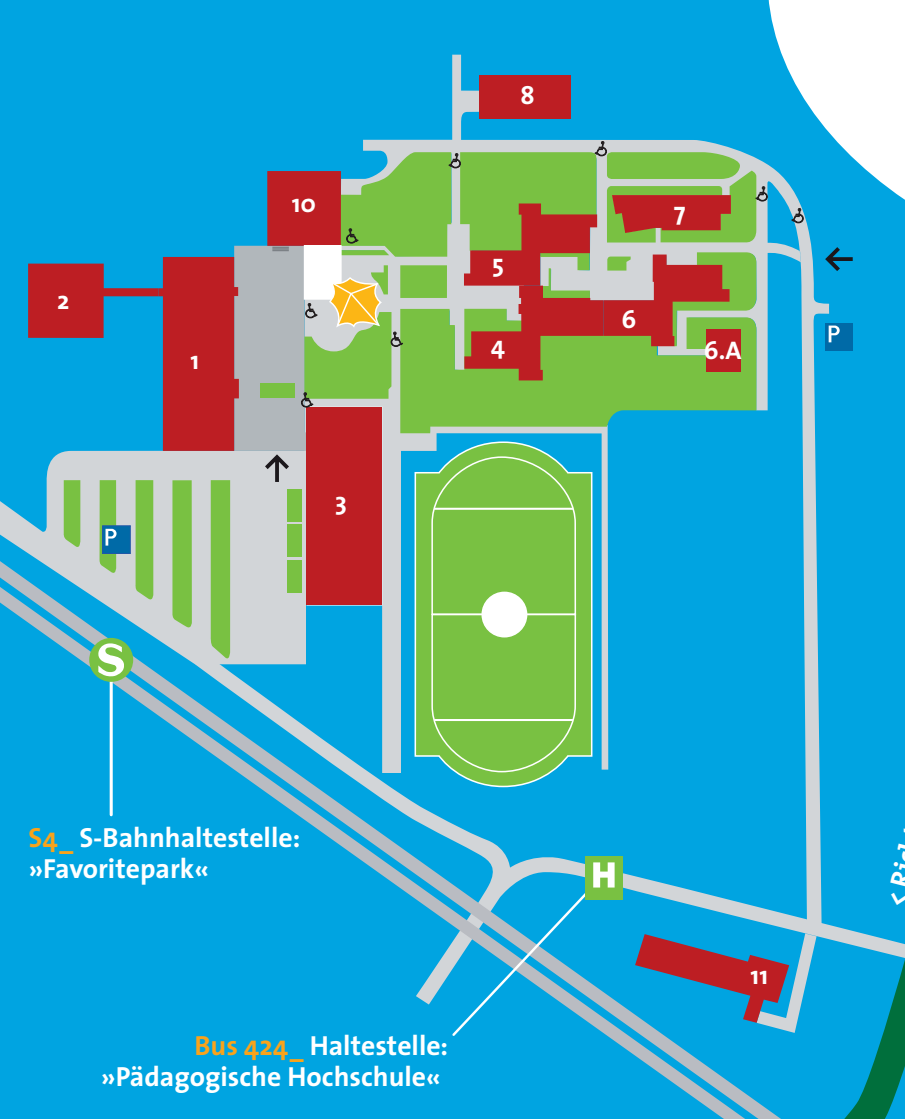 8
10
7
5
2
6
P
1
4
6.A
3
P
S
S4_ S-Bahnhaltestelle:
»Favoritepark«
H
11
Bus 424_ Haltestelle:
»Pädagogische Hochschule«